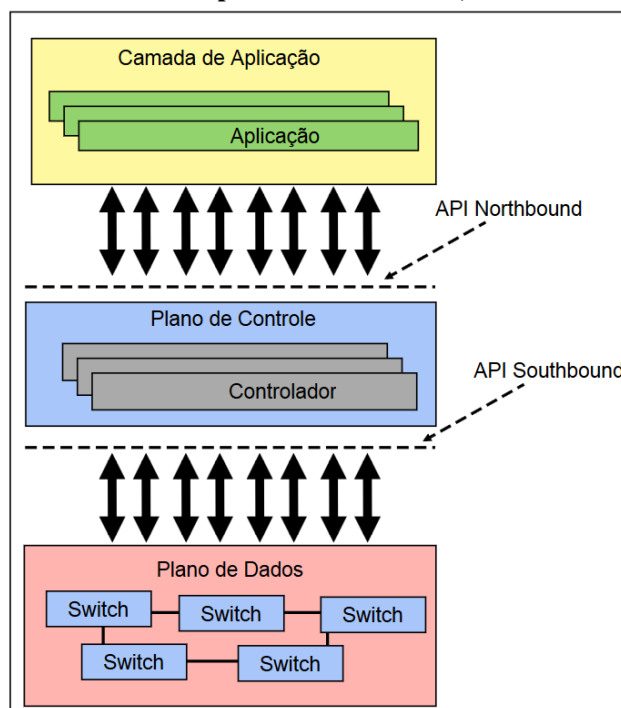 Camada de Aplicação
Aplicação
API Northbound
Plano de Controle
Controlador
API Southbound
Plano de Dados
Switch Switch Switch
Switch Switch